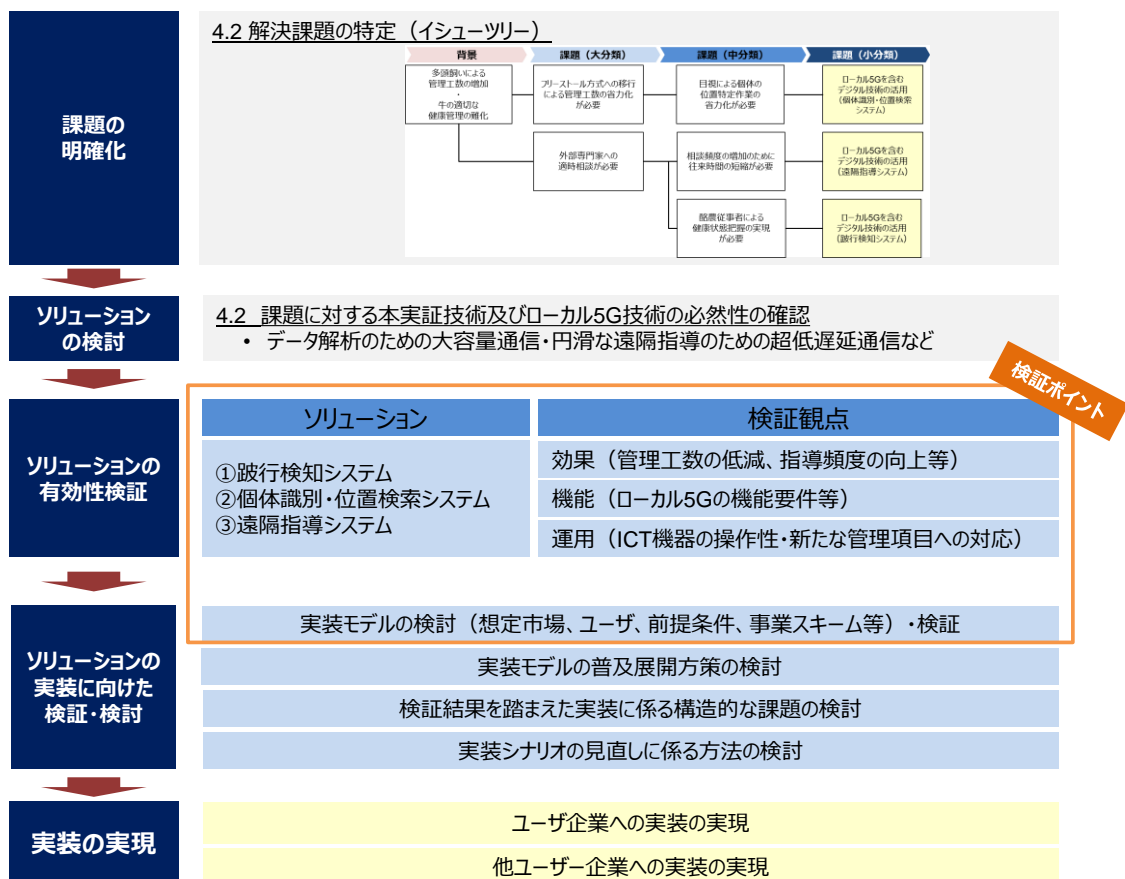 課題の
明確化
4.2 解決課題の特定（イシューツリー）
背景
課題（大分類）
課題（中分類）
課題（小分類）
多頭飼いによる
管理工数の増加
・
牛の適切な
健康管理の難化
フリーストール方式への移行
による管理工数の省力化
が必要
目視による個体の
位置特定作業の
省力化が必要
ローカル5Gを含む
デジタル技術の活用
（個体識別・位置検索
システム）
外部専門家への
適時相談が必要
相談頻度の増加のために
往来時間の短縮が必要
ローカル5Gを含む
デジタル技術の活用
（遠隔指導システム）
酪農従事者による
健康状態把握の実現
が必要
ローカル5Gを含む
デジタル技術の活用
（跛行検知システム）
ソリューション
の検討
4.2 課題に対する本実証技術及びローカル5G技術の必然性の確認
• データ解析のための大容量通信・円滑な遠隔指導のための超低遅延通信など
検証ポイント
ソリューションの
有効性検証
ソリューション
検証観点
①跛行検知システム
②個体識別・位置検索システム
③遠隔指導システム
効果（管理工数の低減、指導頻度の向上等）
機能（ローカル5Gの機能要件等）
運用（ICT機器の操作性・新たな管理項目への対応）
ソリューションの
実装に向けた
検証・検討
実装モデルの検討（想定市場、ユーザ、前提条件、事業スキーム等）・検証
実装モデルの普及展開方策の検討
検証結果を踏まえた実装に係る構造的な課題の検討
実装シナリオの見直しに係る方法の検討
実装の実現
ユーザ企業への実装の実現
他ユーザー企業への実装の実現